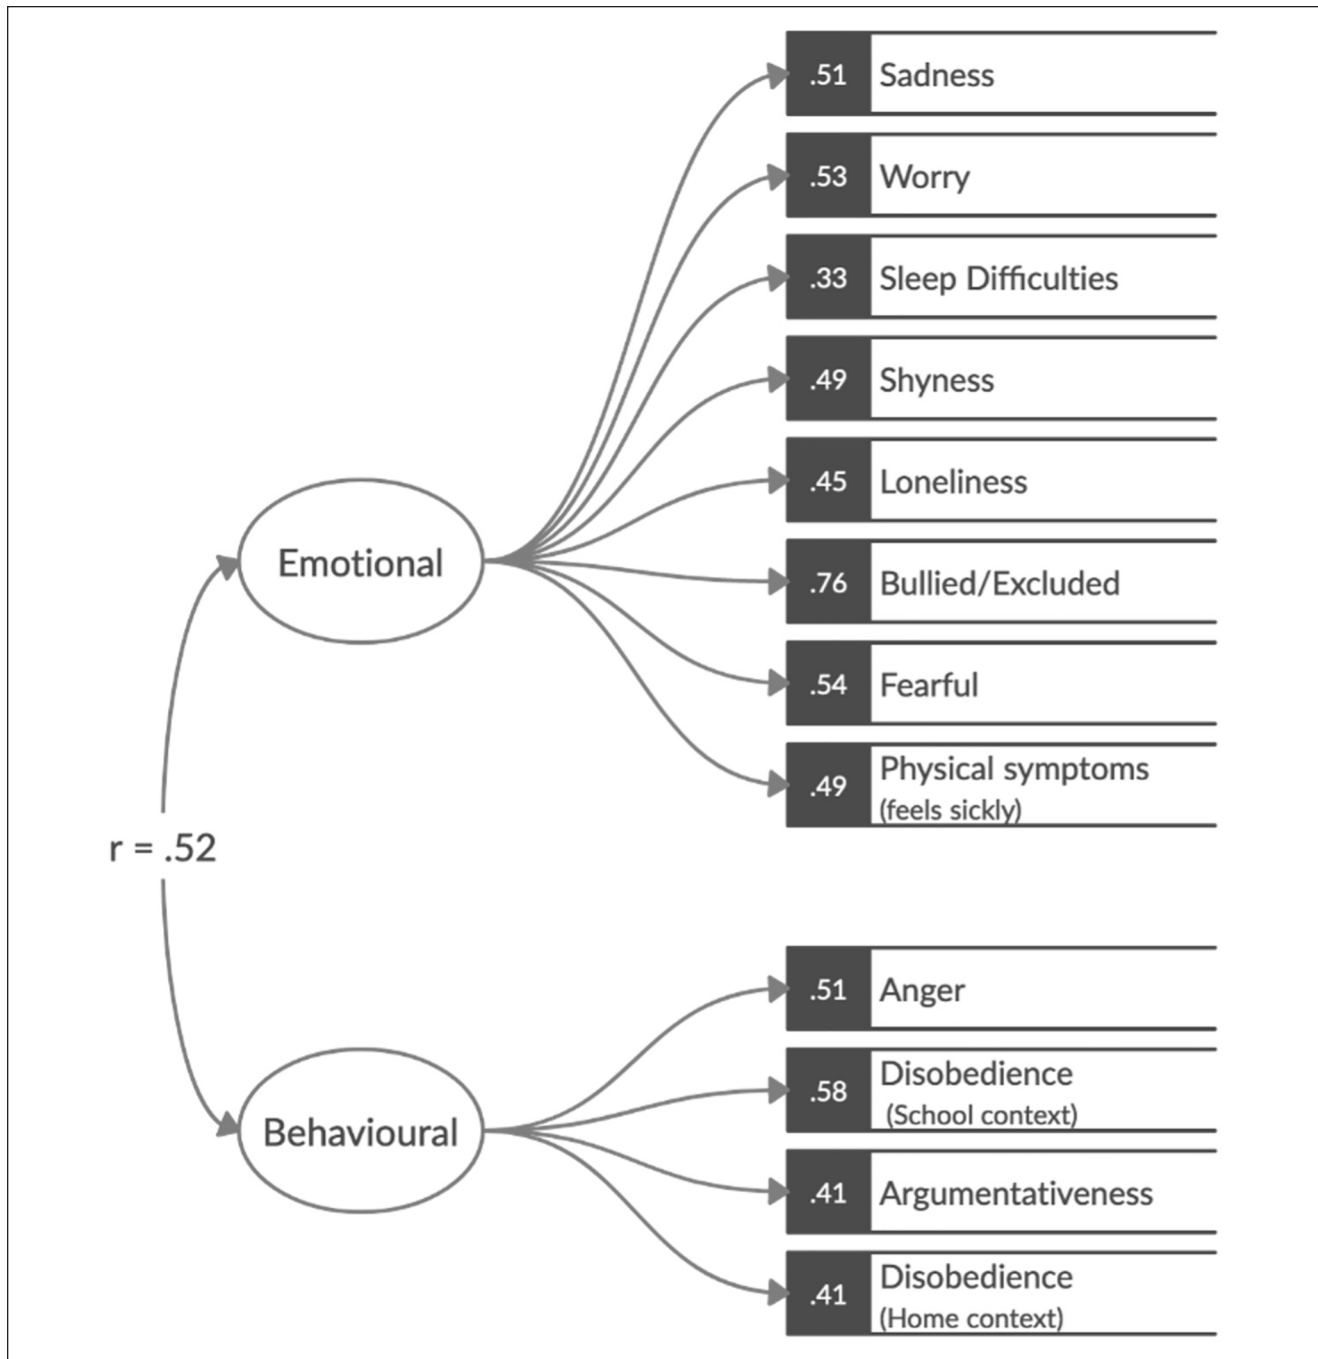 .51 Sadness
.53 Worry
.33 Sleep Difficulties
.49 Shyness
.45 Loneliness
Emotional
.76 Bullied/Excluded
.54 Fearful
.49 Physical symptoms
(feels sickly)
r = .52
.51 Anger
.58 Disobedience
(School context)
Behavioural
.41 Argumentativeness
.41 Disobedience
(Home context)